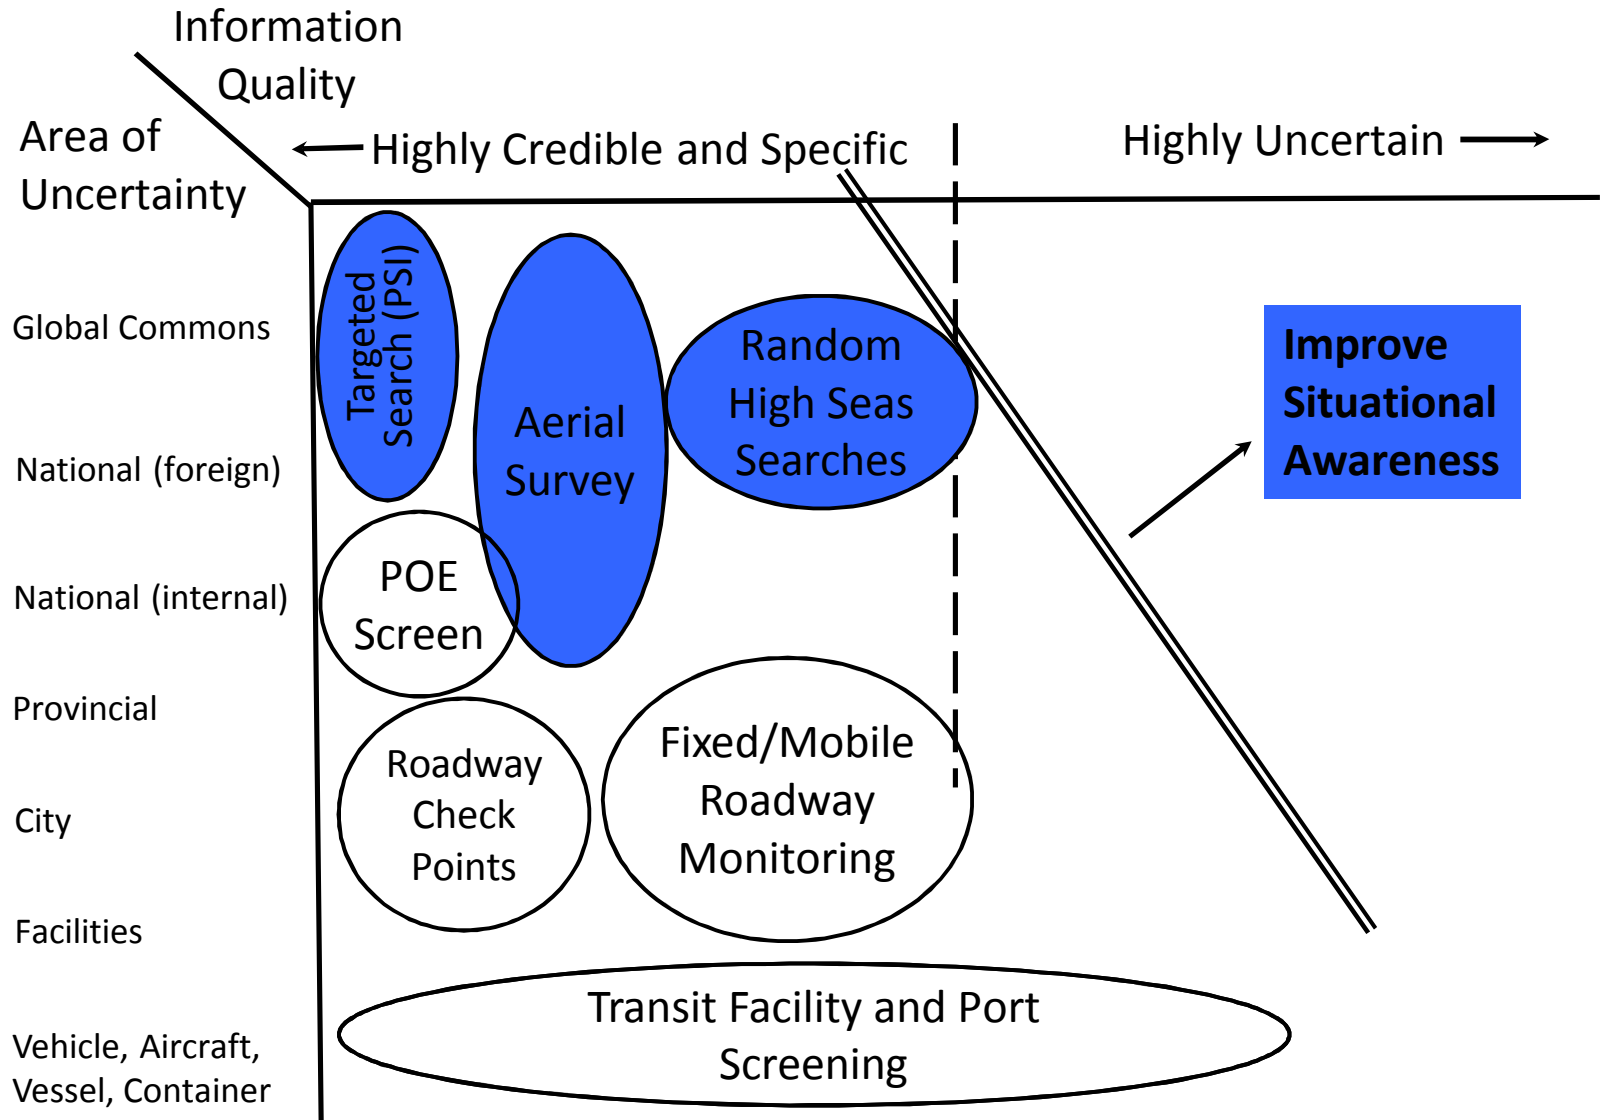 Information
Quality
Area of
Uncertainty
Highly Credible and Specific
Highly Uncertain
Global Commons
National (foreign)
National (internal)
Provincial
City
Facilities
Vehicle, Aircraft,
Vessel, Container
Targeted
Search (PSI)
Aerial
Survey
Random
High Seas
Searches
Improve
Situational
Awareness
POE
Screen
Roadway
Check
Points
Fixed/Mobile
Roadway
Monitoring
Transit Facility and Port
Screening